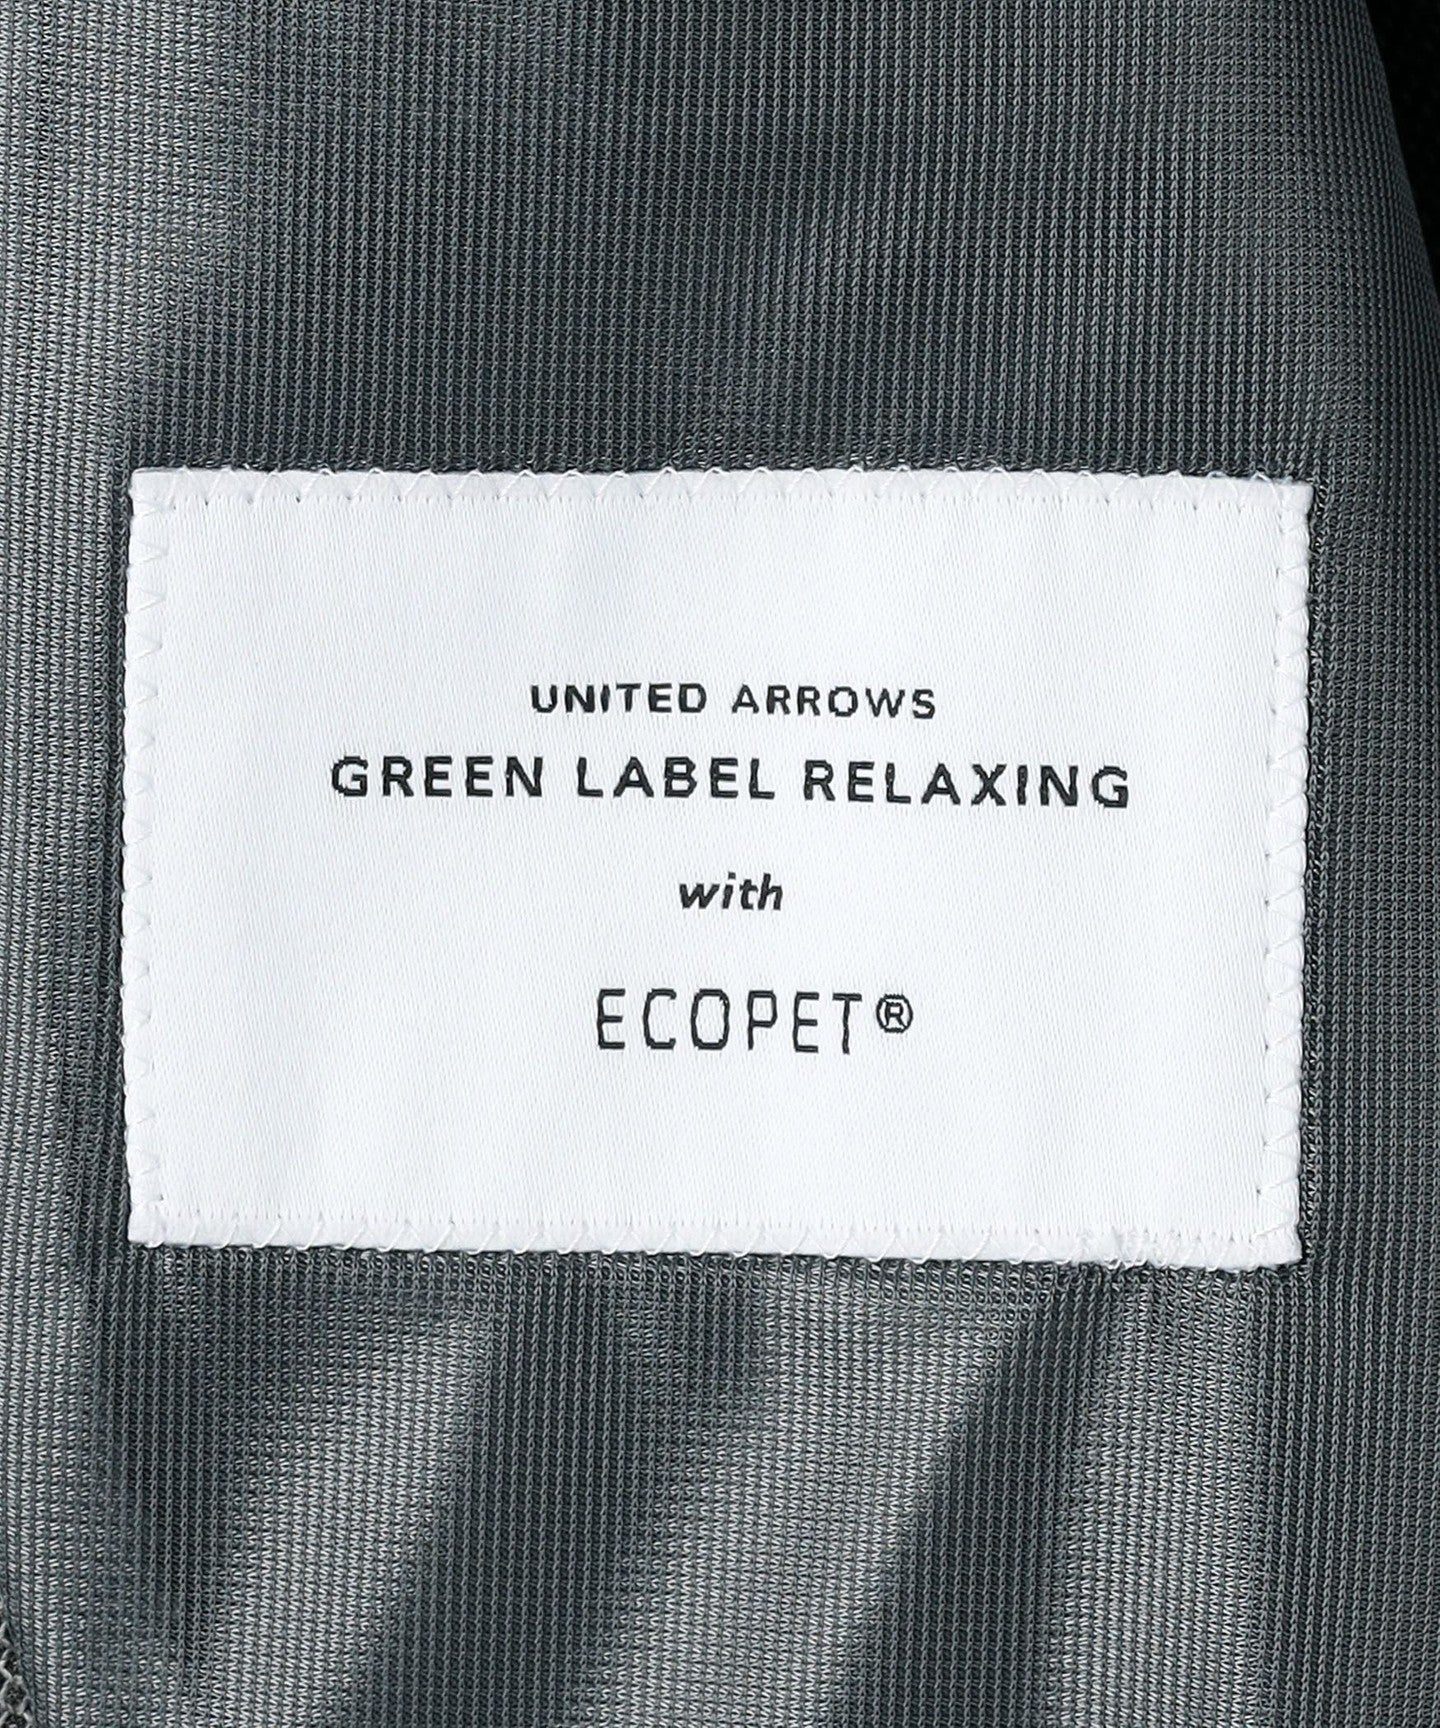 UNITED ARROWS
GREEN LABEL RELAXING
with
ECOPET®